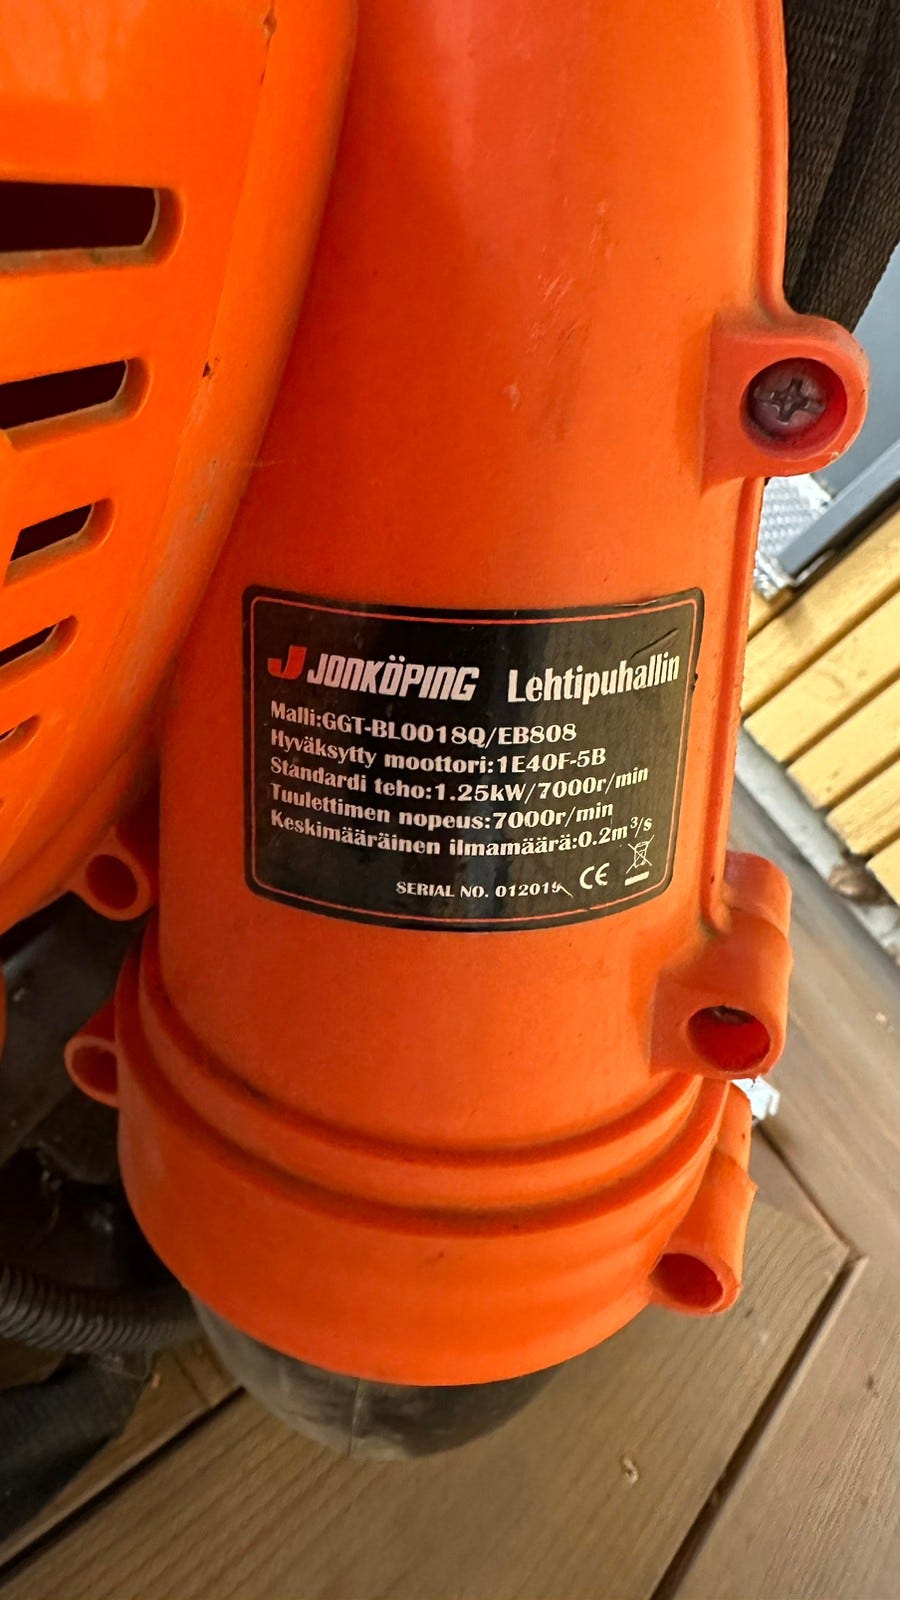 JONKÖPING Lehtipuhallin
Malli:GGT-BL0018Q/EB808
Hyväksytty moottori:1E40F-5B
Standardi teho:1.25kW/7000r/min
Tuulettimen nopeus:7000r/min
Keskimääräinen ilmamäärä:0.2m³/s
SERIAL NO. CE